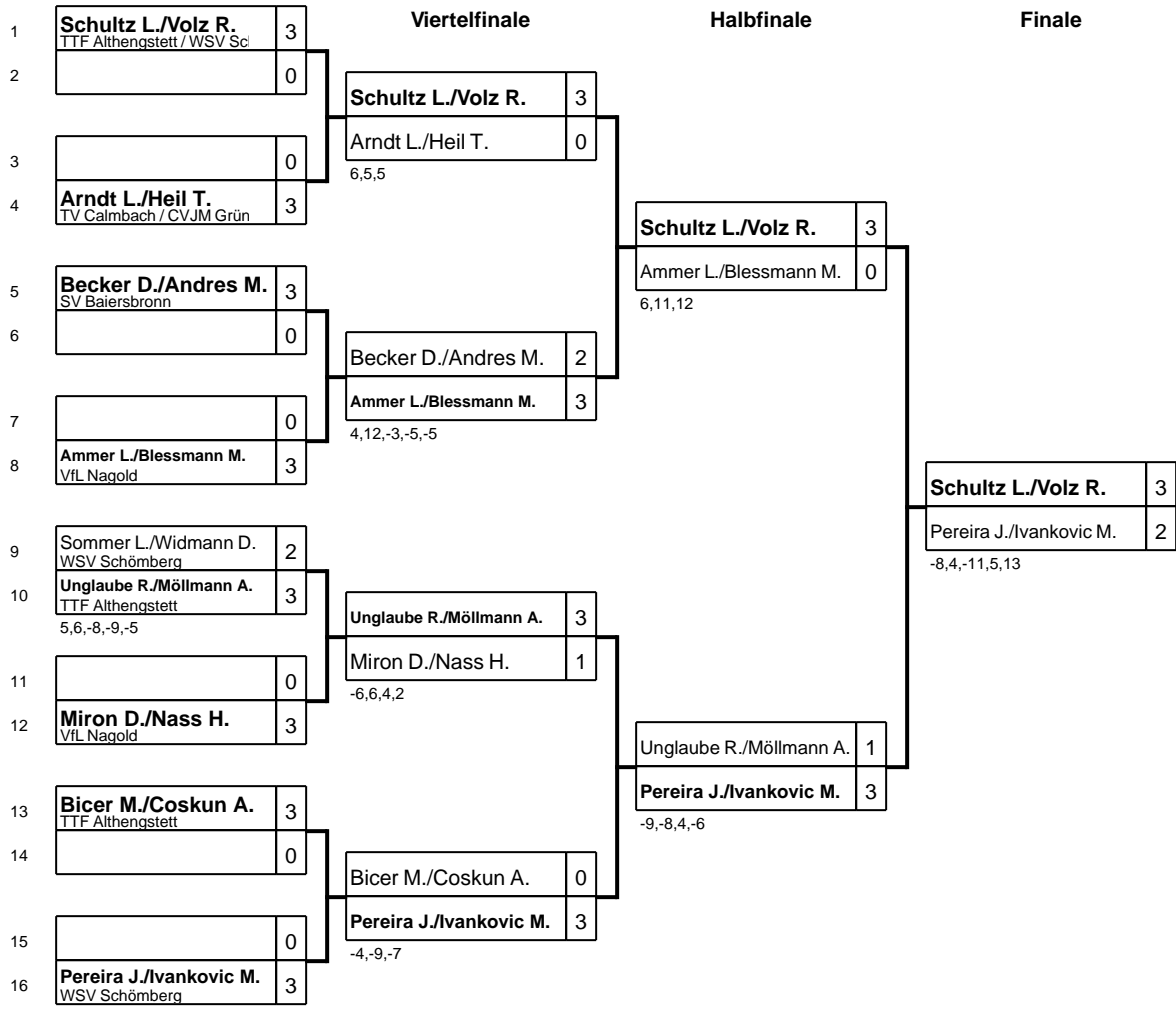 Viertelfinale
Halbfinale
Finale
1
Schultz L./Volz R.
3
TTF Althengstett / WSV Sc
2
0
3
0
4
Arndt L./Heil T.
3
TV Calmbach / CVJM Grün
5
Becker D./Andres M.
3
SV Baiersbronn
6
0
7
0
8
Ammer L./Blessmann M.
3
VfL Nagold
9
Sommer L./Widmann D.
2
WSV Schömberg
10
Unglaube R./Möllmann A.
3
TTF Althengstett
5,6,-8,-9,-5
11
0
12
Miron D./Nass H.
3
VfL Nagold
13
Bicer M./Coskun A.
3
TTF Althengstett
14
0
15
0
16
Pereira J./Ivankovic M.
3
WSV Schömberg
Schultz L./Volz R.
3
Arndt L./Heil T.
0
6,5,5
Becker D./Andres M.
2
Ammer L./Blessmann M.
3
4,12,-3,-5,-5
Unglaube R./Möllmann A.
3
Miron D./Nass H.
1
-6,6,4,2
Bicer M./Coskun A.
0
Pereira J./Ivankovic M.
3
-4,-9,-7
Schultz L./Volz R.
3
Ammer L./Blessmann M.
0
6,11,12
Unglaube R./Möllmann A.
1
Pereira J./Ivankovic M.
3
-9,-8,4,-6
Schultz L./Volz R.
3
Pereira J./Ivankovic M.
2
-8,4,-11,5,13